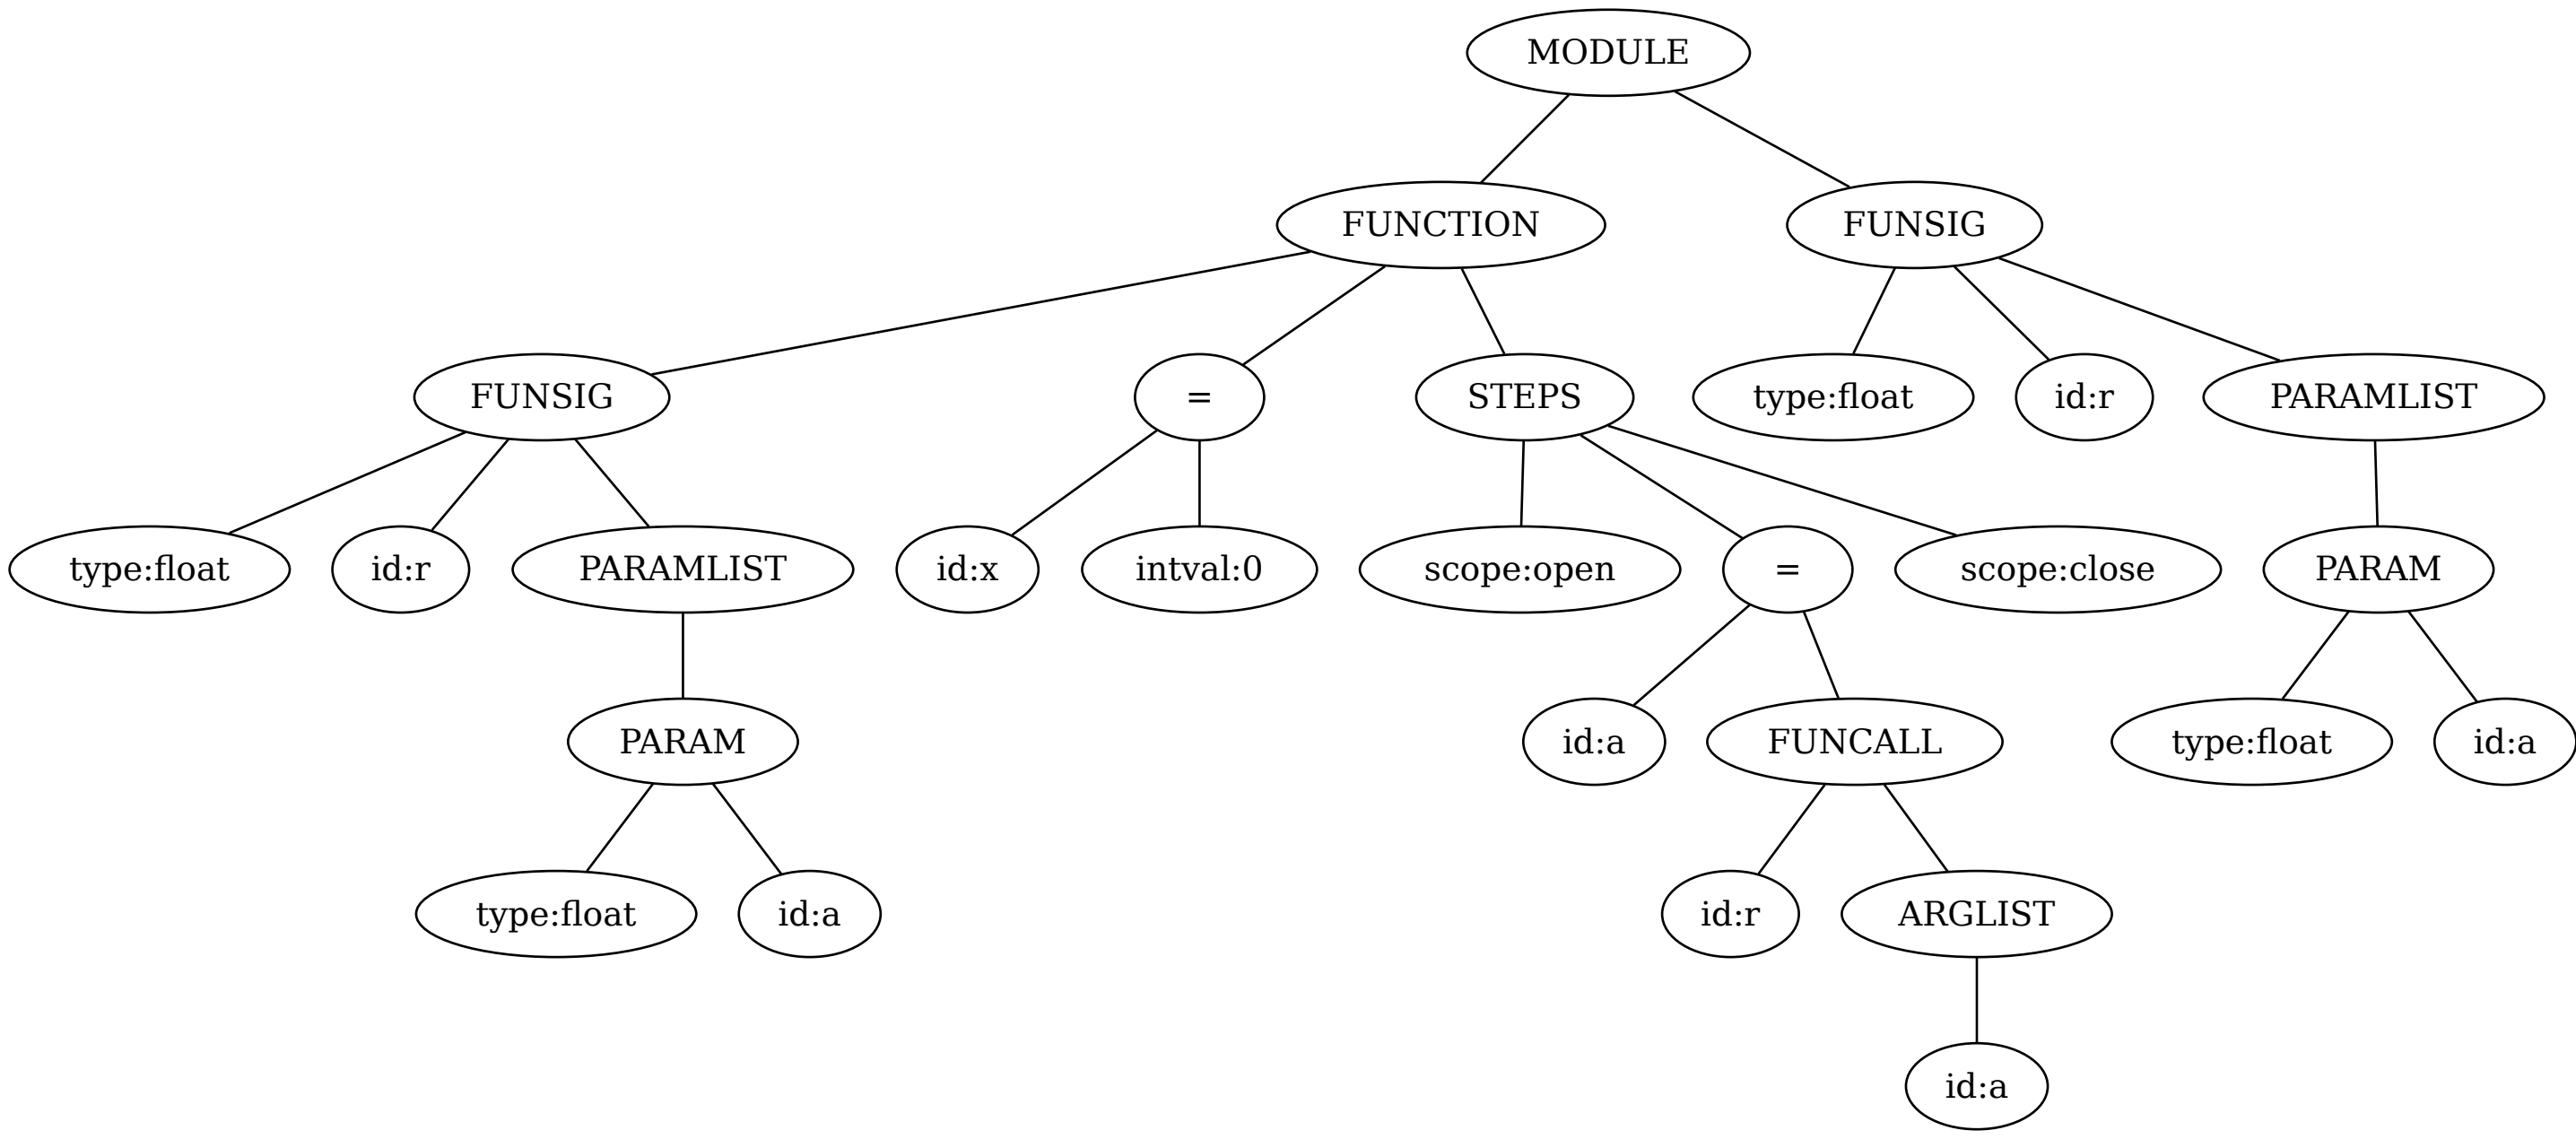 MODULE
FUNCTION FUNSIG
FUNSIG = STEPS type:float id:r PARAMLIST
type:float id:r PARAMLIST id:x intval:0 scope:open = scope:close PARAM
PARAM id:a FUNCALL type:float id:a
type:float id:a id:r ARGLIST
id:a